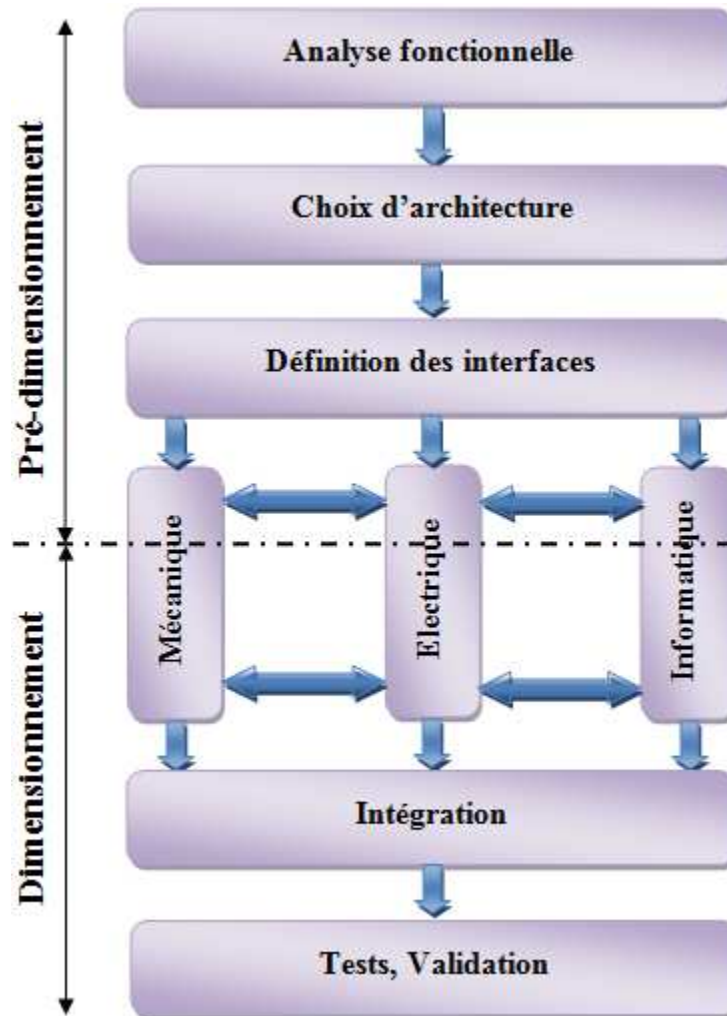 Analyse fonctionnelle
Choix d’architecture
Définition des interfaces
Pré-dimensionnement
Mécanique
Electrique
Informatique
Dimensionnement
Intégration
Tests, Validation